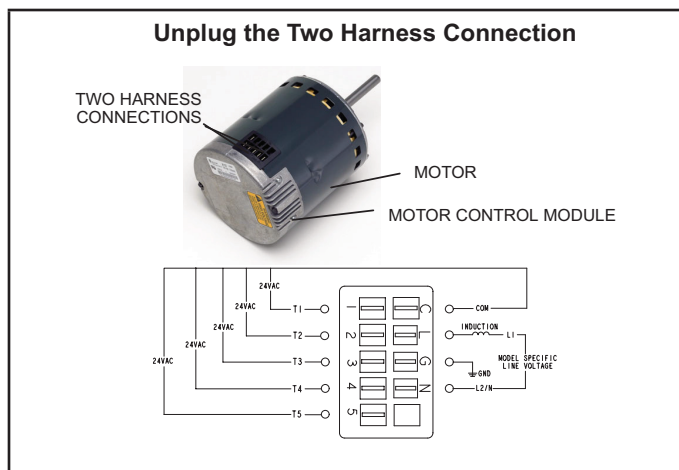 Unplug the Two Harness Connection
TWO HARNESS
CONNECTIONS
MOTOR
MOTOR CONTROL MODULE
24VAC
24VAC
24VAC
24VAC
24VAC
T1
T2
T3
T4
T5
1
2
3
4
5
C
L
G
N
COM
INDUCTION
L1
MODEL SPECIFIC
LINE VOLTAGE
GND
L2/N